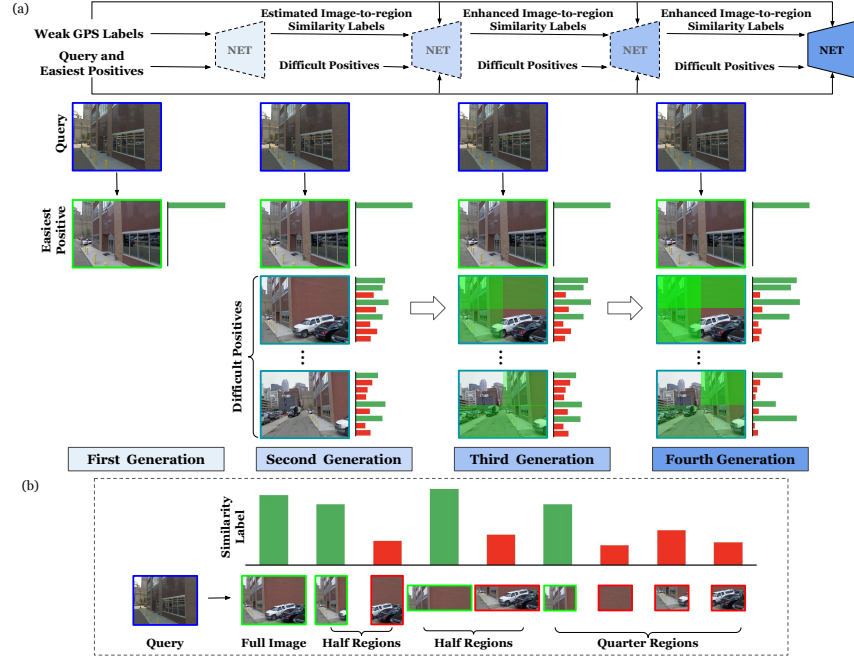 (a)
Weak GPS Labels
Query and
Easiest Positives
NET
Estimated Image-to-region
Similarity Labels
Difficult Positives
NET
Enhanced Image-to-region
Similarity Labels
Difficult Positives
NET
Enhanced Image-to-region
Similarity Labels
Difficult Positives
NET
Query
Easiest
Positive
Difficult Positives
First Generation
Second Generation
Third Generation
Fourth Generation
(b)
Similarity
Label
Query
Full Image
Half Regions
Half Regions
Quarter Regions